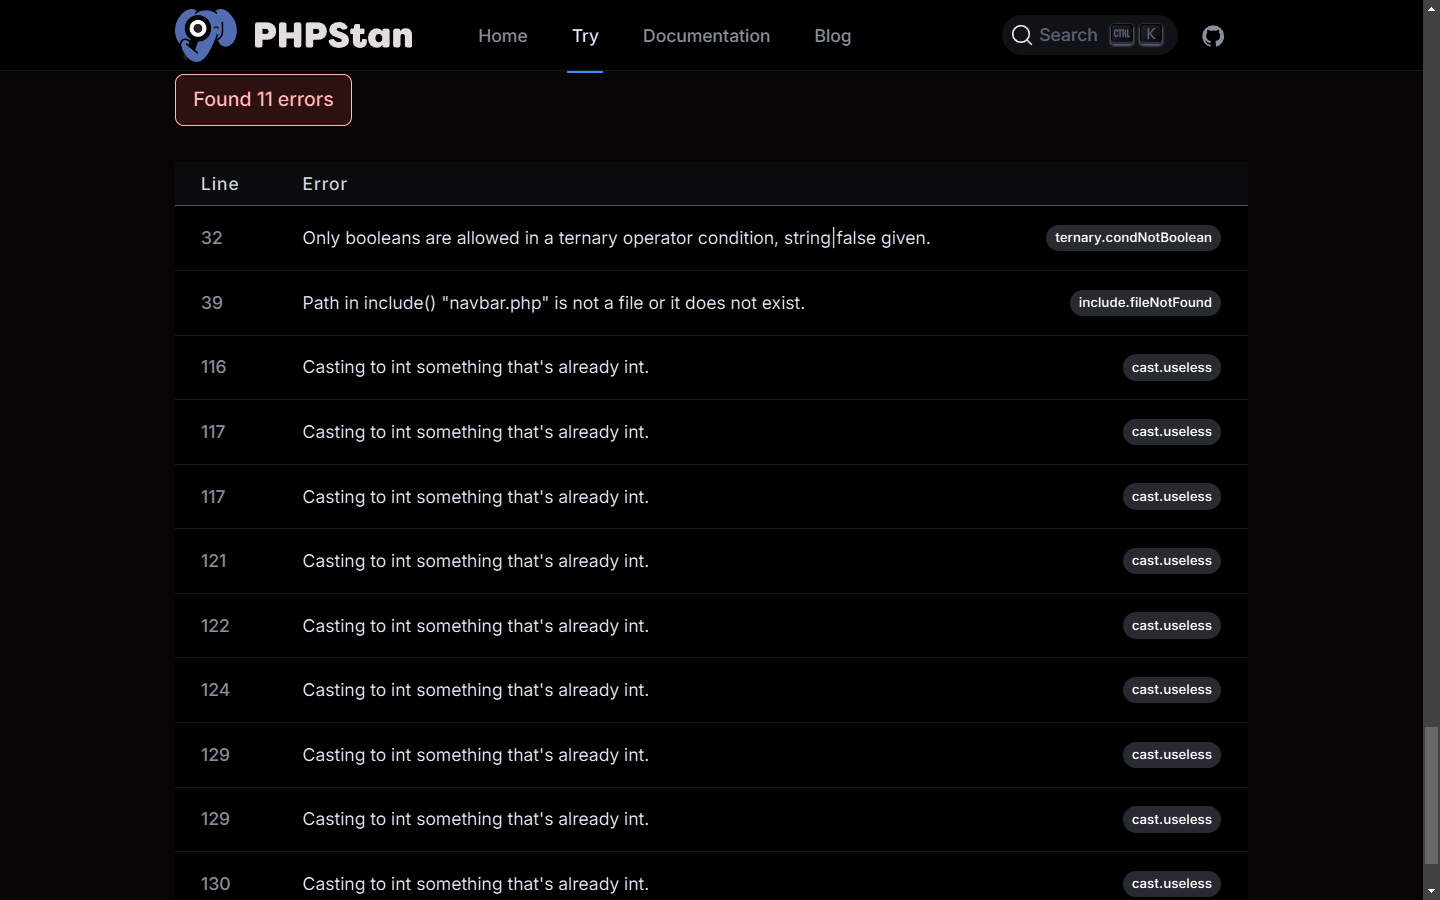 PHPStan Home Try Documentation Blog Search CTRL K
Found 11 errors
Line Error
32 Only booleans are allowed in a ternary operator condition, string|false given. ternary.condNotBoolean
39 Path in include() "navbar.php" is not a file or it does not exist. include.fileNotFound
116 Casting to int something that's already int. cast.useless
117 Casting to int something that's already int. cast.useless
117 Casting to int something that's already int. cast.useless
121 Casting to int something that's already int. cast.useless
122 Casting to int something that's already int. cast.useless
124 Casting to int something that's already int. cast.useless
129 Casting to int something that's already int. cast.useless
129 Casting to int something that's already int. cast.useless
130 Casting to int something that's already int. cast.useless